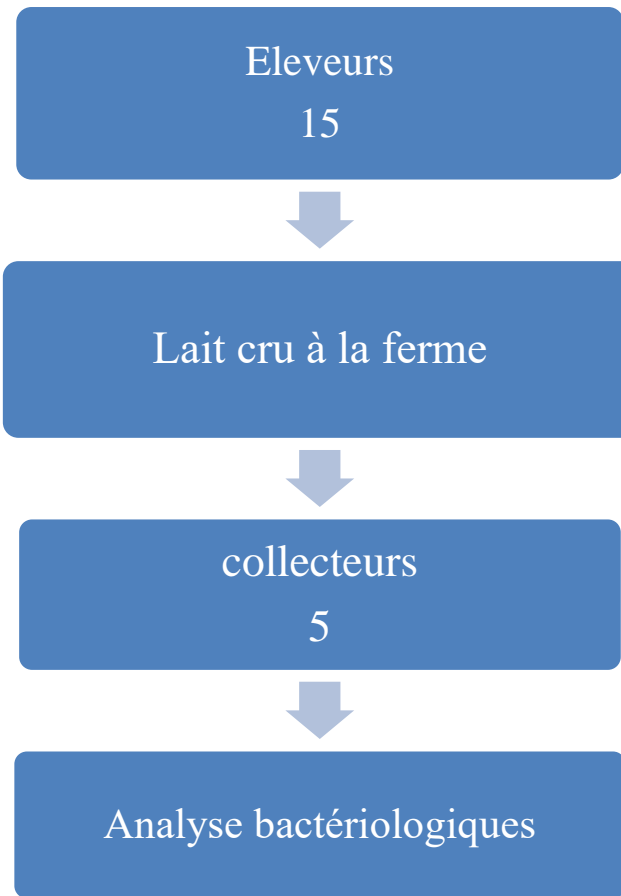 Eleveurs
15
Lait cru à la ferme
collecteurs
5
Analyse bactériologiques